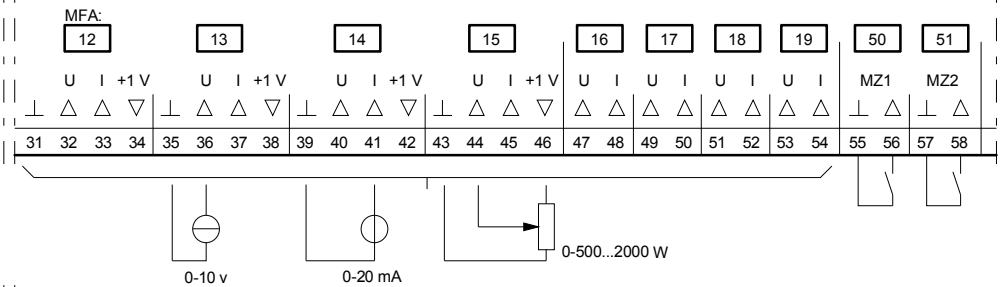 MFA:
12 13 14 15 16 17 18 19 50 51
U I +1 V U I +1 V U I +1 V U I +1 V U I U I U I U I MZ1 MZ2
31 32 33 34 35 36 37 38 39 40 41 42 43 44 45 46 47 48 49 50 51 52 53 54 55 56 57 58
0-500...2000 W
0-10 v 0-20 mA